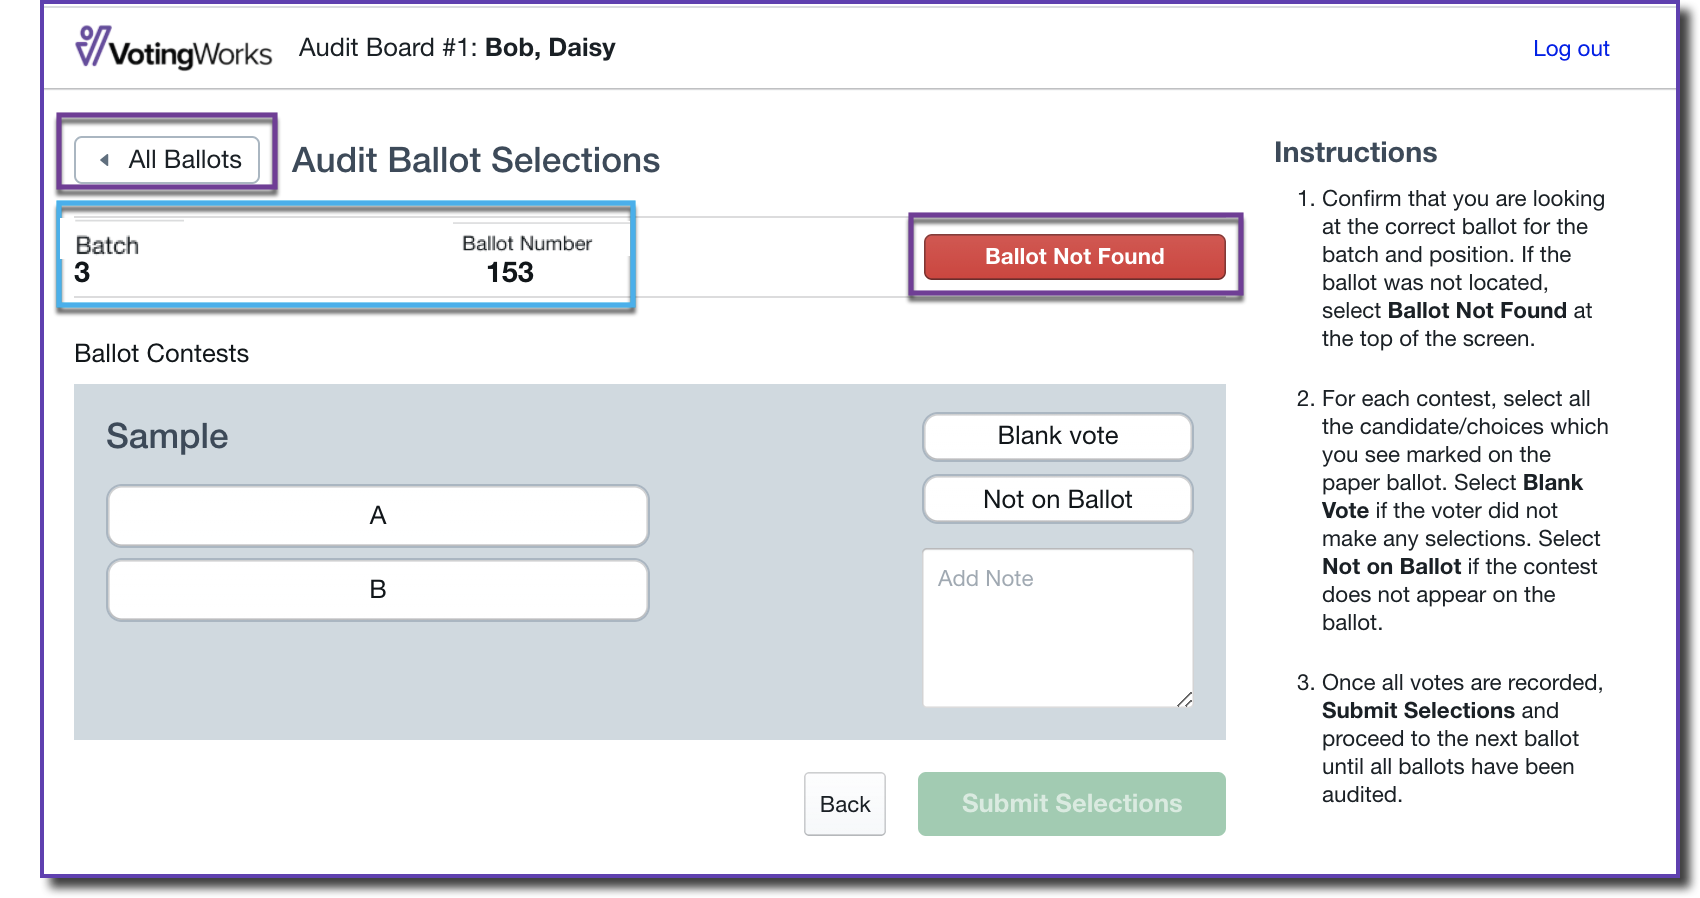 VotingWorks
Audit Board #1: Bob, Daisy
Log out
All Ballots
Audit Ballot Selections
Batch
3
Ballot Number
153
Ballot Not Found
Ballot Contests
Sample
A
B
Blank vote
Not on Ballot
Add Note
Back
Submit Selections
Instructions
1. Confirm that you are looking
at the correct ballot for the
batch and position. If the
ballot was not located,
select Ballot Not Found at
the top of the screen.
2. For each contest, select all
the candidate/choices which
you see marked on the
paper ballot. Select Blank
Vote if the voter did not
make any selections. Select
Not on Ballot if the contest
does not appear on the
ballot.
3. Once all votes are recorded,
Submit Selections and
proceed to the next ballot
until all ballots have been
audited.